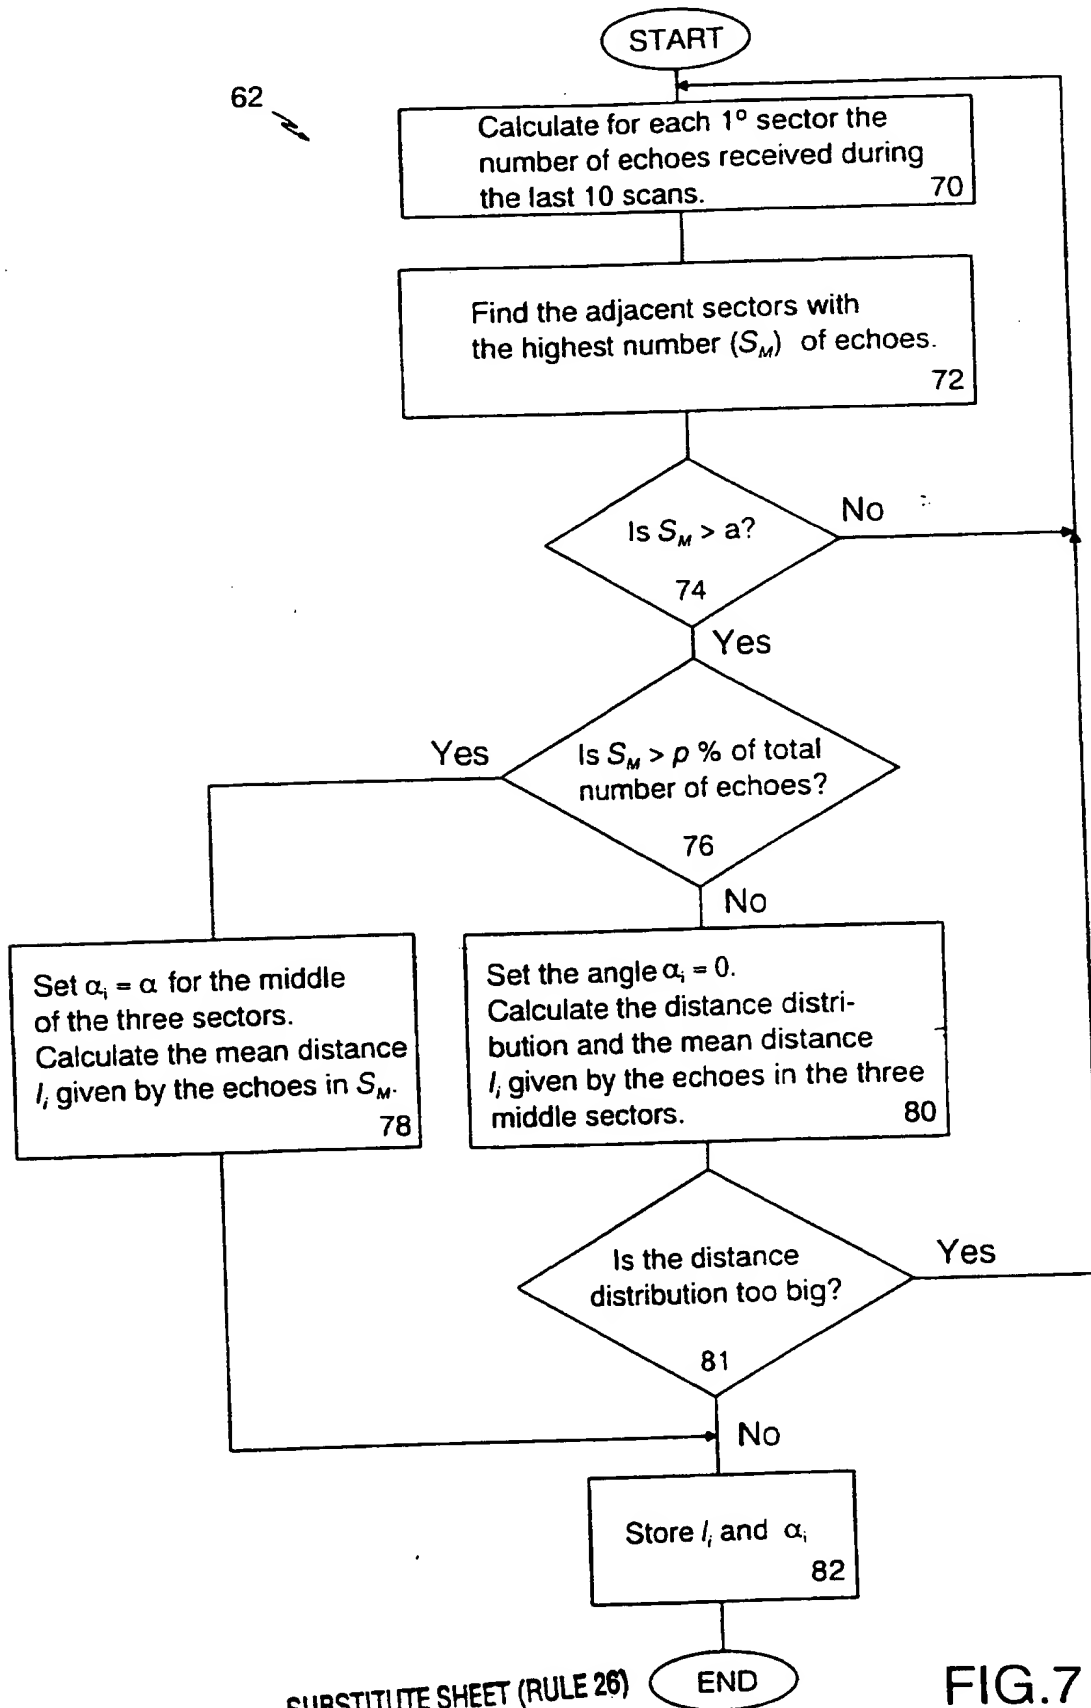 START
62
Calculate for each 1° sector the
number of echoes received during
the last 10 scans.
70
Find the adjacent sectors with
the highest number (S_M) of echoes.
72
Is S_M > a?
74
No
Yes
Is S_M > p % of total
number of echoes?
76
Yes
No
Set α_i = α for the middle
of the three sectors.
Calculate the mean distance
l_i given by the echoes in S_M.
78
Set the angle α_i = 0.
Calculate the distance distri-
bution and the mean distance
l_i given by the echoes in the three
middle sectors.
80
Is the distance
distribution too big?
81
Yes
No
Store l_i and α_i
82
END
SUBSTITUTE SHEET (RULE 26)
FIG.7